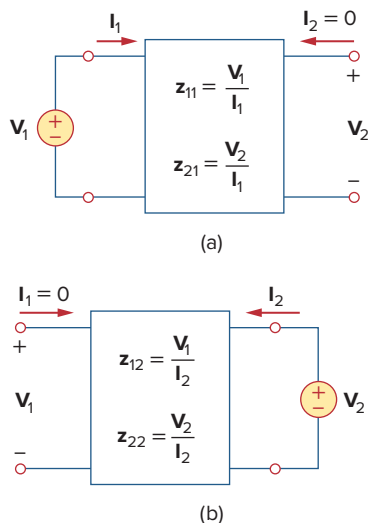 I₁ I₂ = 0
+
z₁₁ = V₁/I₁
V₁ + − V₂
z₂₁ = V₂/I₁
−
(a)
I₁ = 0 I₂
+
z₁₂ = V₁/I₂
V₁ + − V₂
z₂₂ = V₂/I₂
−
(b)